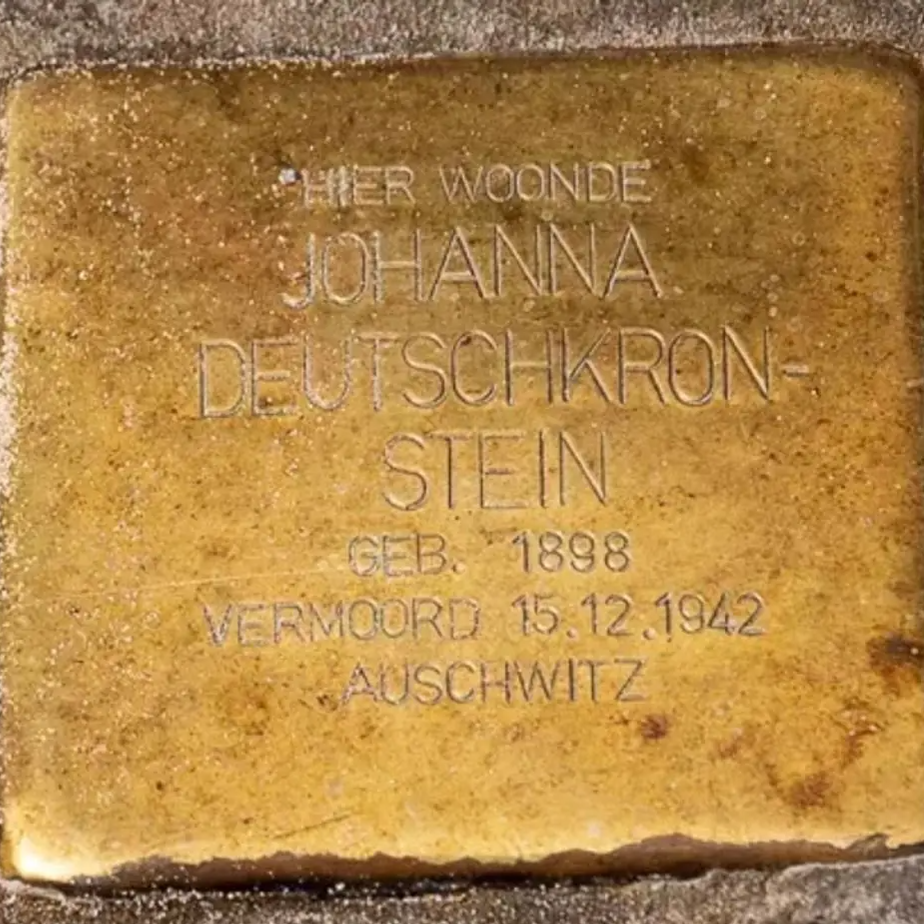 HIER WOONDE
JOHANNA
DEUTSCHKRON-
STEIN
GEB. 1898
VERMOORD 15.12.1942
AUSCHWITZ